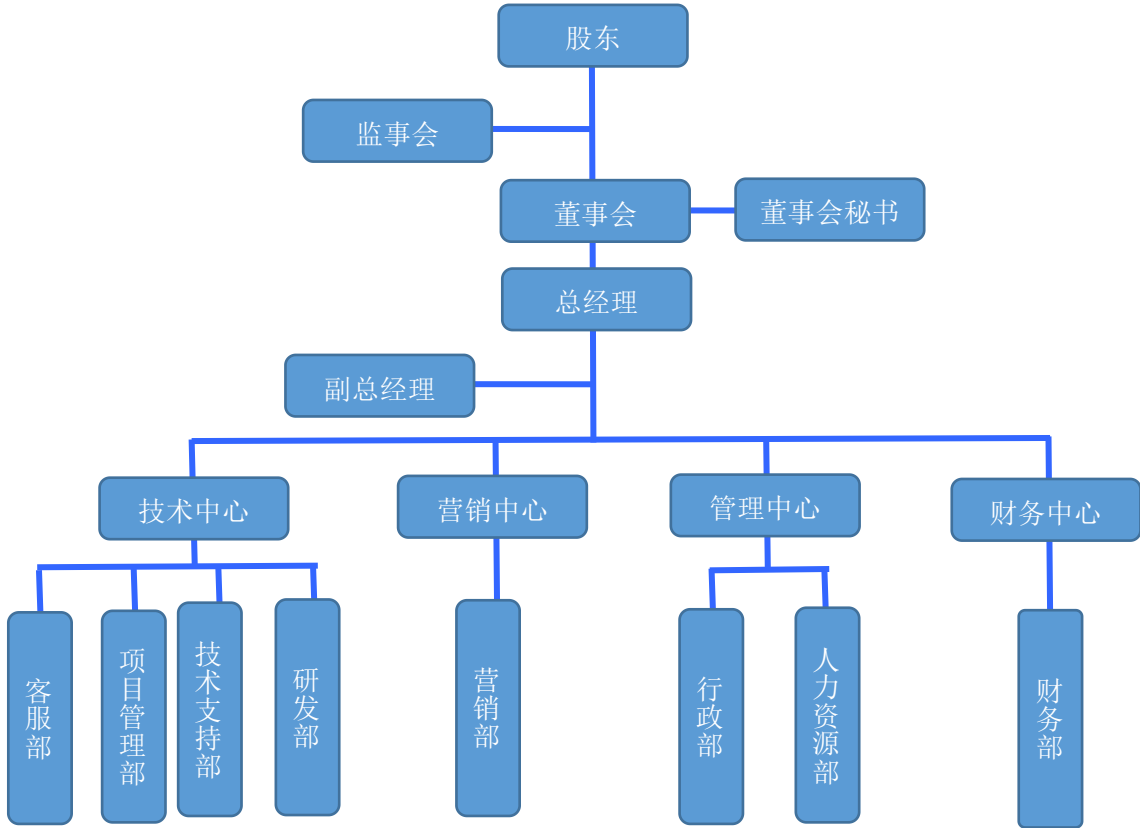 股东
监事会
董事会
董事会秘书
总经理
副总经理
技术中心
营销中心
管理中心
财务中心
客服部
项目管理部
技术支持部
研发部
营销部
行政部
人力资源部
财务部